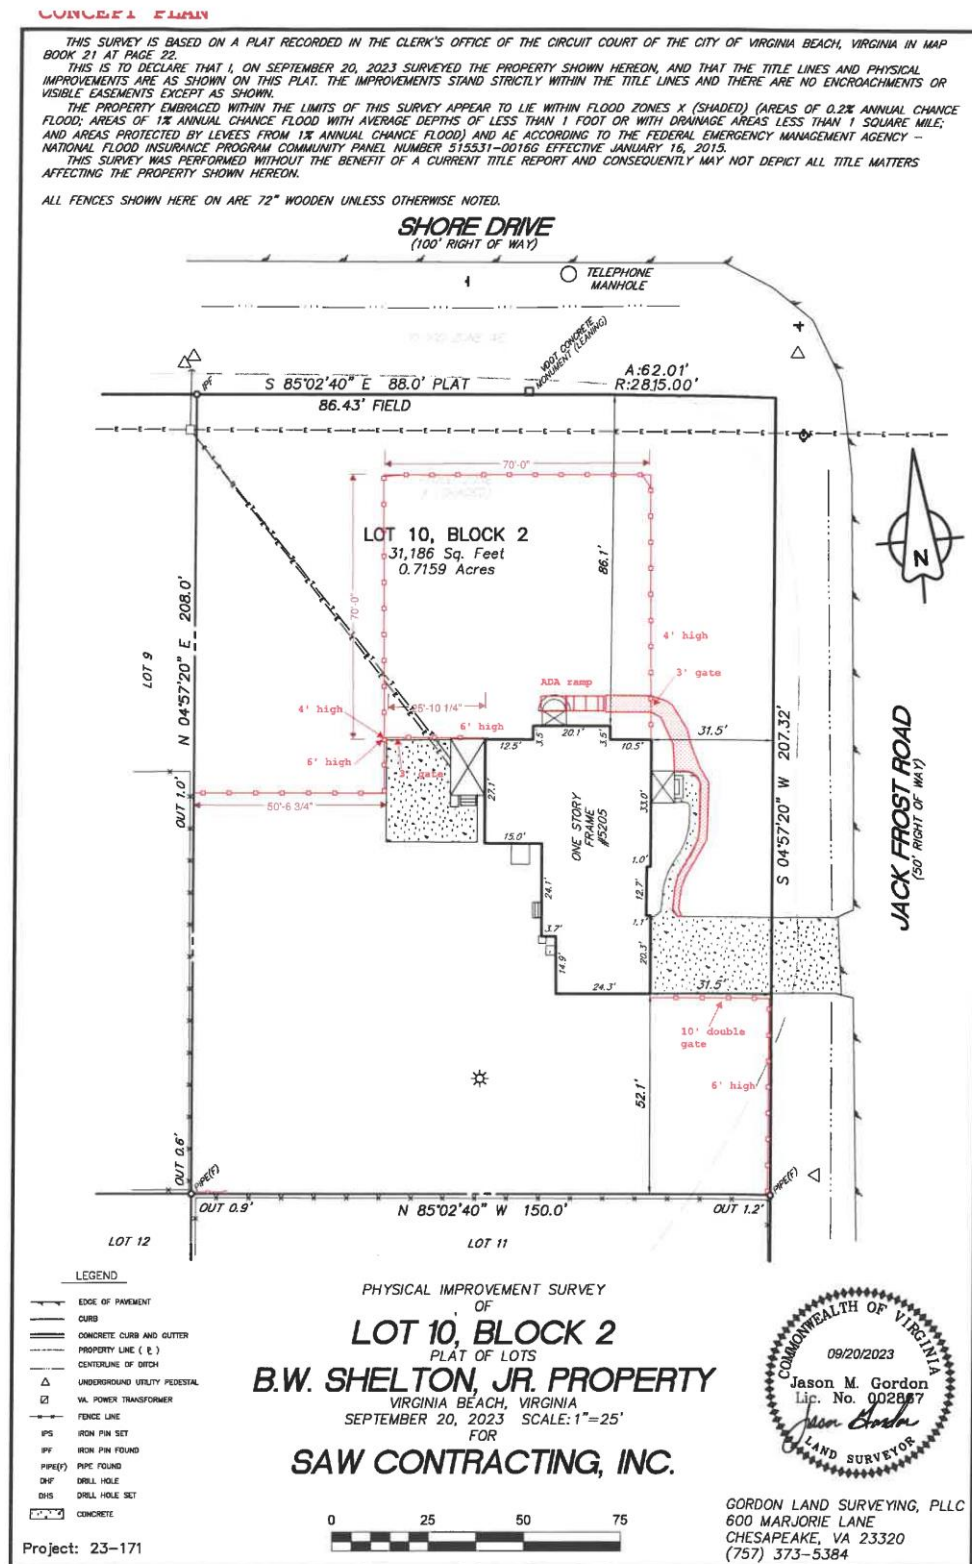 CONCEPT PLAN
THIS SURVEY IS BASED ON A PLAT RECORDED IN THE CLERK'S OFFICE OF THE CIRCUIT COURT OF THE CITY OF VIRGINIA BEACH, VIRGINIA IN MAP
BOOK 21 AT PAGE 22.
THIS IS TO DECLARE THAT I, ON SEPTEMBER 20, 2023 SURVEYED THE PROPERTY SHOWN HEREON, AND THAT THE TITLE LINES AND PHYSICAL
IMPROVEMENTS ARE AS SHOWN ON THIS PLAT. THE IMPROVEMENTS STAND STRICTLY WITHIN THE TITLE LINES AND THERE ARE NO ENCROACHMENTS OR
VISIBLE EASEMENTS EXCEPT AS SHOWN.
THE PROPERTY EMBRACED WITHIN THE LIMITS OF THIS SURVEY APPEAR TO LIE WITHIN FLOOD ZONES X (SHADED) (AREAS OF 0.2% ANNUAL CHANCE
FLOOD; AREAS OF 1% ANNUAL CHANCE FLOOD WITH AVERAGE DEPTHS OF LESS THAN 1 FOOT OR WITH DRAINAGE AREAS LESS THAN 1 SQUARE MILE;
AND AREAS PROTECTED BY LEVEES FROM 1% ANNUAL CHANCE FLOOD) AND AE ACCORDING TO THE FEDERAL EMERGENCY MANAGEMENT AGENCY –
NATIONAL FLOOD INSURANCE PROGRAM COMMUNITY PANEL NUMBER 515531-0016G EFFECTIVE JANUARY 16, 2015.
THIS SURVEY WAS PERFORMED WITHOUT THE BENEFIT OF A CURRENT TITLE REPORT AND CONSEQUENTLY MAY NOT DEPICT ALL TITLE MATTERS
AFFECTING THE PROPERTY SHOWN HEREON.
ALL FENCES SHOWN HERE ON ARE 72" WOODEN UNLESS OTHERWISE NOTED.
SHORE DRIVE
(100' RIGHT OF WAY)
TELEPHONE
MANHOLE
VDOT CONCRETE
MONUMENT (LEANING)
IPF
S 85°02'40" E 88.0' PLAT
86.43' FIELD
A:62.01'
R:2815.00'
70'-0"
LOT 10, BLOCK 2
31,186 Sq. Feet
0.7159 Acres
86.1'
N
70'-0"
N 04°57'20" E 208.0'
LOT 9
4' high
3' gate
ADA ramp
4' high
6' high
31.5'
12.5'
3.5'
20.1'
3.5'
10.5'
6' high
3' gate
27.1'
50'-6 3/4"
OUT 1.0'
15.0'
ONE STORY
FRAME
#5205
33.0'
1.0'
12.7'
1.1'
20.3'
24.1'
3.7'
14.9'
24.3'
31.5'
S 04°57'20" W 207.32'
JACK FROST ROAD
(50' RIGHT OF WAY)
10' double
gate
6' high
52.1'
OUT 0.6'
PIPE(F)
PIPE(F)
OUT 0.9'
N 85°02'40" W 150.0'
OUT 1.2'
LOT 12
LOT 11
LEGEND
EDGE OF PAVEMENT
CURB
CONCRETE CURB AND GUTTER
PROPERTY LINE ( P )
CENTERLINE OF DITCH
UNDERGROUND UTILITY PEDESTAL
VA. POWER TRANSFORMER
FENCE LINE
IPS IRON PIN SET
IPF IRON PIN FOUND
PIPE(F) PIPE FOUND
DHF DRILL HOLE
DHS DRILL HOLE SET
CONCRETE
Project: 23-171
PHYSICAL IMPROVEMENT SURVEY
OF
LOT 10, BLOCK 2
PLAT OF LOTS
B.W. SHELTON, JR. PROPERTY
VIRGINIA BEACH, VIRGINIA
SEPTEMBER 20, 2023 SCALE: 1"=25'
FOR
SAW CONTRACTING, INC.
0 25 50 75
COMMONWEALTH OF VIRGINIA
09/20/2023
Jason M. Gordon
Lic. No. 002867
Jason Gordon
LAND SURVEYOR
GORDON LAND SURVEYING, PLLC
600 MARJORIE LANE
CHESAPEAKE, VA 23320
(757) 373-5384